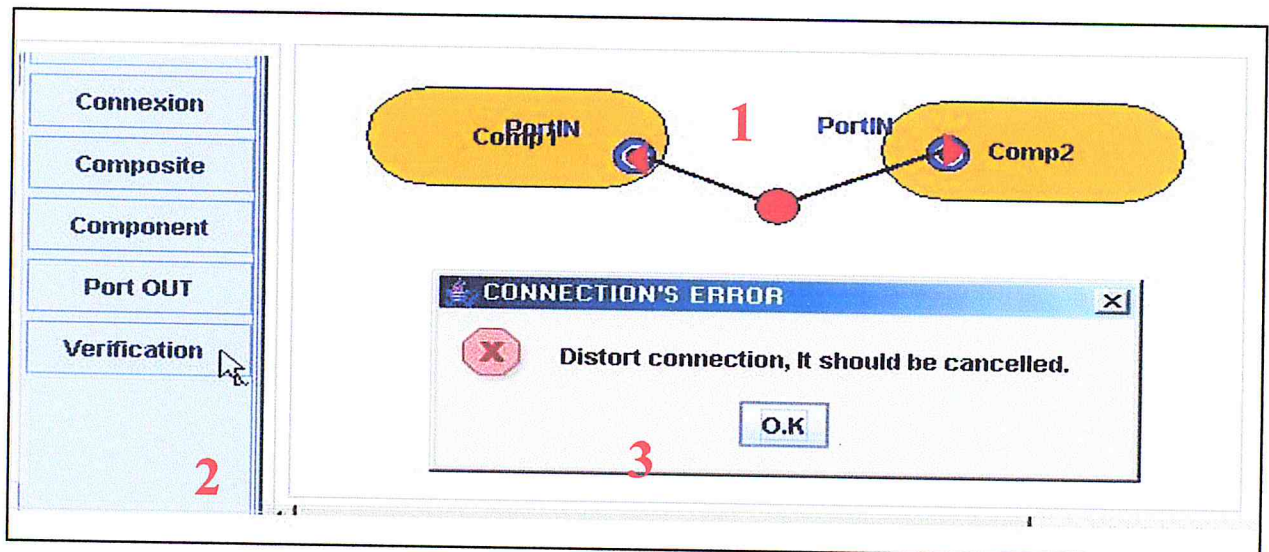 Connexion
Composite
Component
Port OUT
Verification
2
Comp1
PortIN
1
PortIN
Comp2
CONNECTION'S ERROR
Distort connection, It should be cancelled.
O.K
3